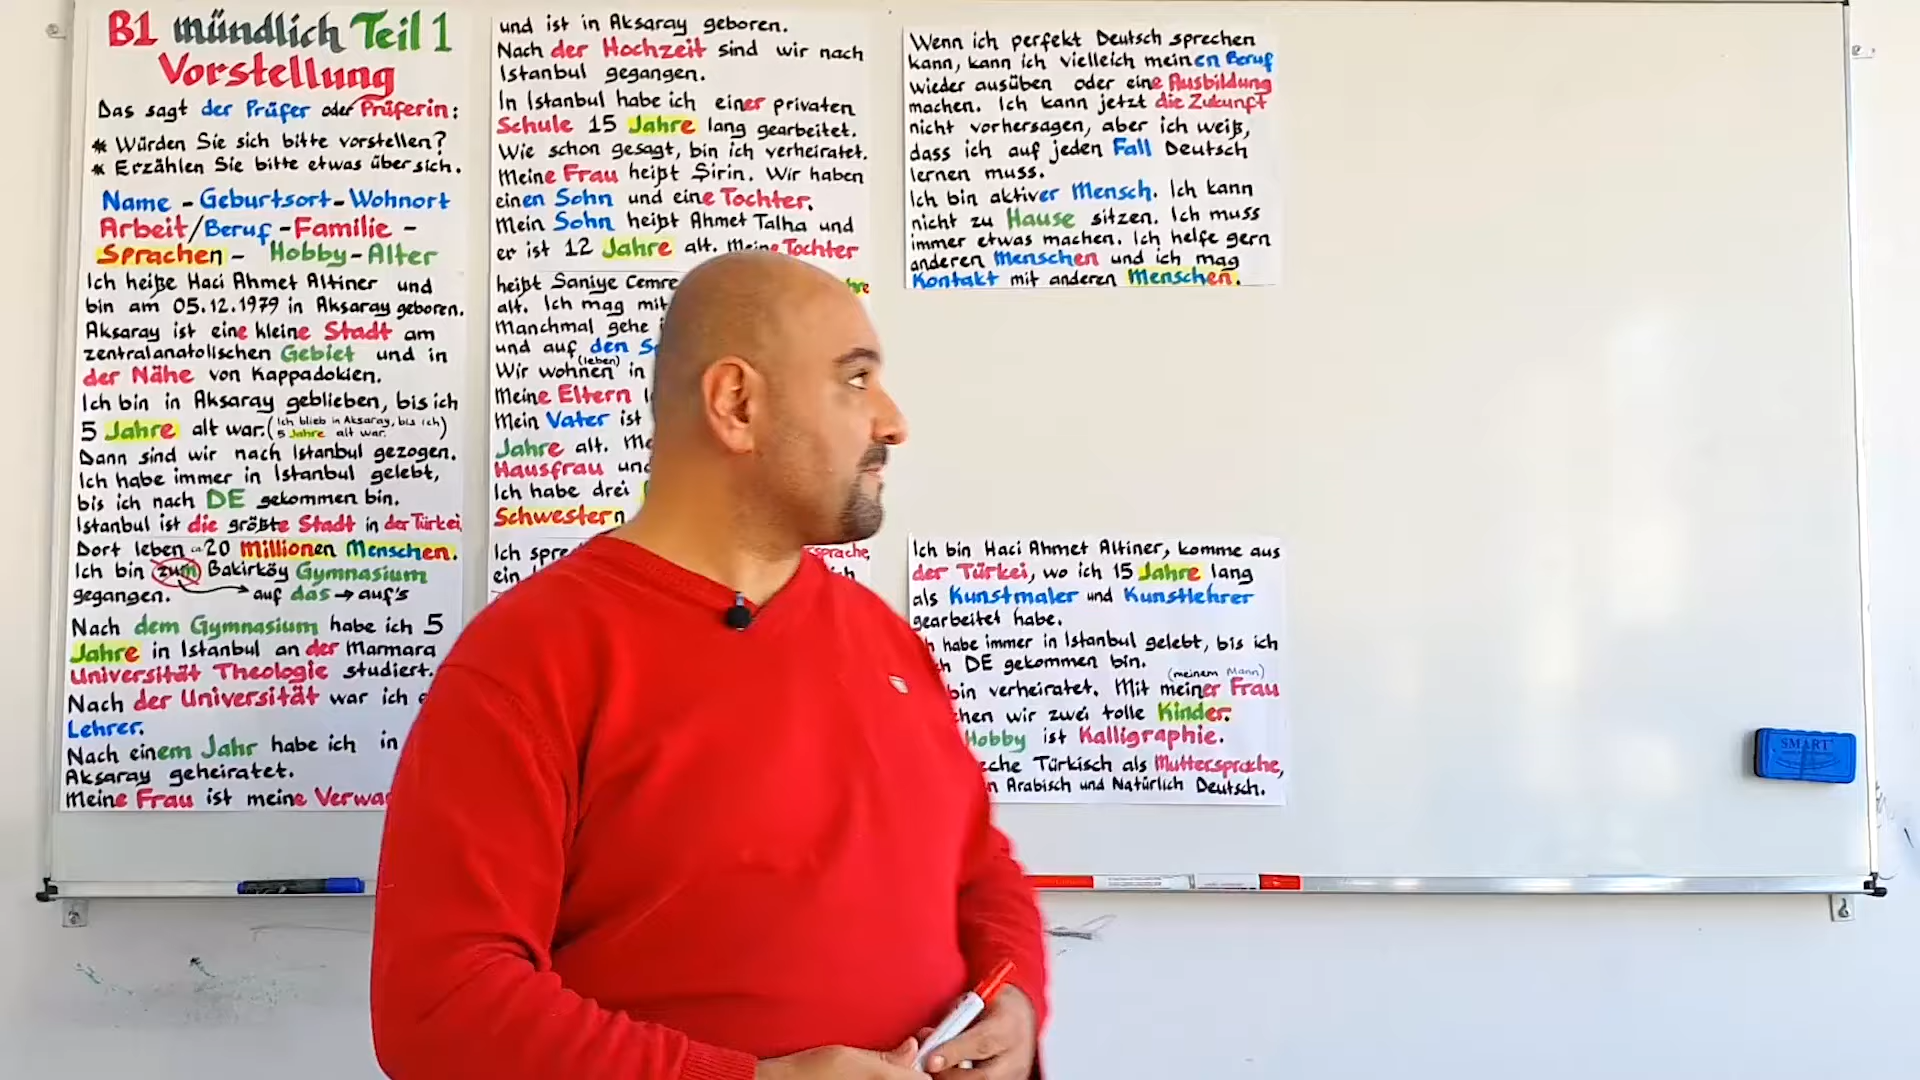 B1 mündlich Teil 1
Vorstellung
Das sagt der Prüfer oder Prüferin:
* Würden Sie sich bitte vorstellen?
* Erzählen Sie bitte etwas über sich.
Name - Geburtsort - Wohnort
Arbeit/Beruf - Familie -
Sprachen - Hobby - Alter
Ich heiße Haci Ahmet Altiner und
bin am 05.12.1979 in Aksaray geboren.
Aksaray ist eine kleine Stadt am
zentralanatolischen Gebiet und in
der Nähe von Kappadokien.
Ich bin in Aksaray geblieben, bis ich
5 Jahre alt war. (Ich blieb in Aksaray, bis ich)
5 Jahre alt war.
Dann sind wir nach Istanbul gezogen.
Ich habe immer in Istanbul gelebt,
bis ich nach DE gekommen bin.
Istanbul ist die größte Stadt in der Türkei.
Dort leben ca. 20 Millionen Menschen.
Ich bin zum Bakirköy Gymnasium
gegangen. auf das → auf's
Nach dem Gymnasium habe ich 5
Jahre in Istanbul an der Marmara
Universität Theologie studiert.
Nach der Universität war ich
Lehrer.
Nach einem Jahr habe ich in
Aksaray geheiratet.
Meine Frau ist meine
und ist in Aksaray geboren.
Nach der Hochzeit sind wir nach
Istanbul gegangen.
In Istanbul habe ich einer privaten
Schule 15 Jahre lang gearbeitet.
Wie schon gesagt, bin ich verheiratet.
Meine Frau heißt Şirin. Wir haben
einen Sohn und eine Tochter.
Mein Sohn heißt Ahmet Talha und
er ist 12 Jahre alt. Meine Tochter
heißt Saniye Cemre
alt. Ich mag mit
Manchmal gehe
und auf den
(leben)
Wir wohnen in
Meine Eltern
Mein Vater ist
Jahre alt.
Hausfrau und
Ich habe drei
Schwestern
Ich
ein
Wenn ich perfekt Deutsch sprechen
kann, kann ich vielleich meinen Beruf
wieder ausüben oder eine Ausbildung
machen. Ich kann jetzt die Zukunft
nicht vorhersagen, aber ich weiß,
dass ich auf jeden Fall Deutsch
lernen muss.
Ich bin aktiver Mensch. Ich kann
nicht zu Hause sitzen. Ich muss
immer etwas machen. Ich helfe gern
anderen Menschen und ich mag
Kontakt mit anderen Menschen.
Ich bin Haci Ahmet Altiner, komme aus
der Türkei, wo ich 15 Jahre lang
als Kunstmaler und Kunstlehrer
gearbeitet habe.
habe immer in Istanbul gelebt, bis ich
DE gekommen bin.
(meinem Mann)
bin verheiratet. Mit meiner Frau
wir zwei tolle Kinder.
Hobby ist Kalligraphie.
Türkisch als Muttersprache,
Arabisch und Natürlich Deutsch.
SMART